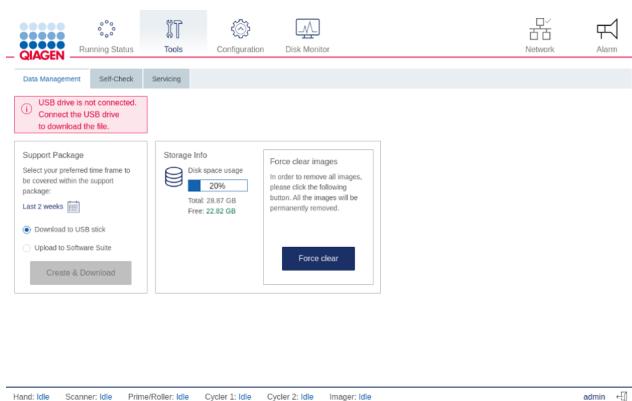 QIAGEN
Running Status
Tools
Configuration
Disk Monitor
Network
Alarm
Data Management
Self-Check
Servicing
USB drive is not connected.
Connect the USB drive
to download the file.
Support Package
Select your preferred time frame to
be covered within the support
package:
Last 2 weeks
Download to USB stick
Upload to Software Suite
Create & Download
Storage Info
Disk space usage
20%
Total: 28.87 GB
Free: 22.82 GB
Force clear images
In order to remove all images,
please click the following
button. All the images will be
permanently removed.
Force clear
Hand: Idle Scanner: Idle Prime/Roller: Idle Cycler 1: Idle Cycler 2: Idle Imager: Idle admin